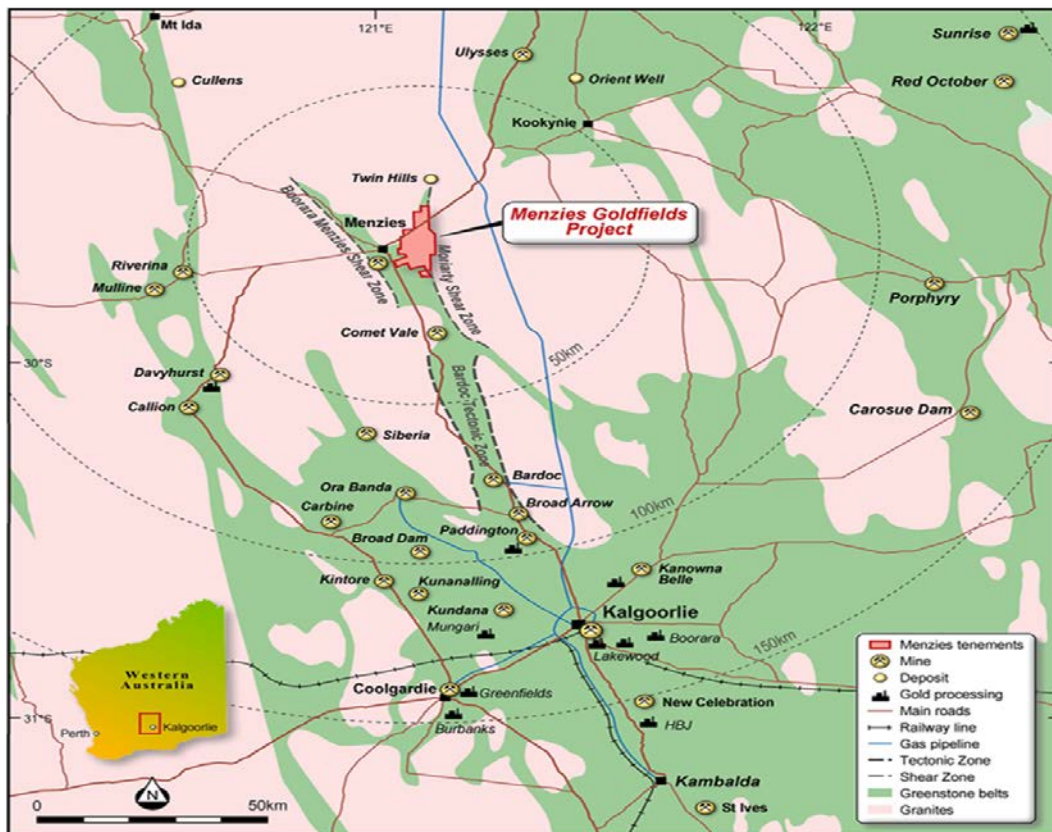 Mt Ida
121°E
122°E
Ulysses
Sunrise
Cullens
Orient Well
Red October
Kookynie
Twin Hills
Boorara Menzies Shear Zone
Menzies
Menzies Goldfields
Project
Moriarty Shear Zone
Riverina
Mulline
Porphyry
Comet Vale
50km
30°S
Davyhurst
Bardoc Tectonic Zone
Callion
Carosue Dam
Siberia
Bardoc
Ora Banda
Carbine
Broad Arrow
100km
Paddington
Broad Dam
Kanowna
Belle
Kintore
Kunanalling
Kundana
Kalgoorlie
Mungari
Boorara
Lakewood
150km
Coolgardie
Greenfields
New Celebration
31°S
Burbanks
HBJ
Kambalda
St Ives
Western
Australia
Perth
Kalgoorlie
N
0
50km
Menzies tenements
Mine
Deposit
Gold processing
Main roads
Railway line
Gas pipeline
Tectonic Zone
Shear Zone
Greenstone belts
Granites